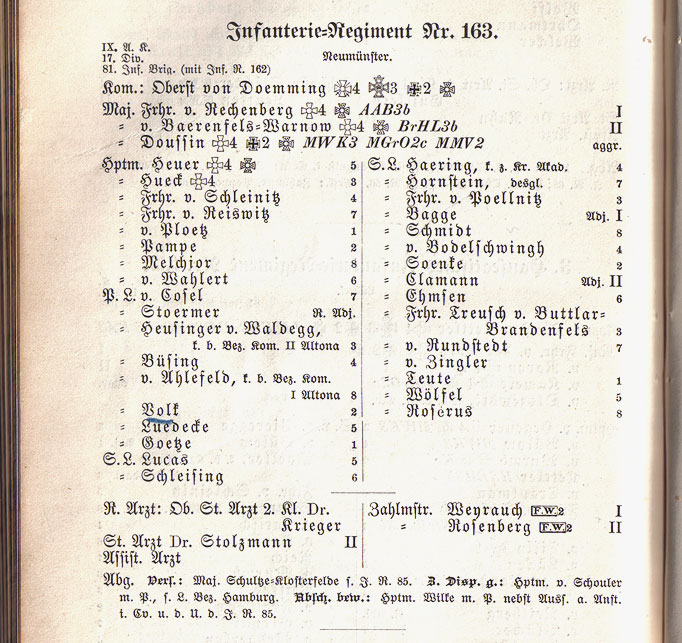 Infanterie=Regiment Nr. 163.
IX. A. K.
17. Div.
Neumünster.
81. Inf. Brig. (mit Inf. R. 162)
Kom.: Oberst von Doemming 4 3 2
Maj. Frhr. v. Rechenberg 4 AAB3b I
" v. Baerenfels=Warnow 4 BrHL3b II
" Doussin 4 2 MWK3 MGrO2c MMV2 aggr.
Hptm. Heuer 4 5
" Hueck 4 3
" Frhr. v. Schleinitz 4
" Frhr. v. Reiswitz 7
" v. Ploetz 1
" Pampe 2
" Melchior 8
" v. Wahlert 6
P. L. v. Cosel 7
" Stoermer R. Adj.
" Heusinger v. Waldegg,
k. b. Bez. Kom. II Altona 3
" Büsing 4
" v. Ahlefeld, k. b. Bez. Kom.
I Altona 8
" Volk 2
" Luedecke 5
" Goetze 1
S. L. Lucas 5
" Schleising 6
S. L. Haering, k. z. Kr. Akad. 4
" Hornstein, desgl. 7
" Frhr. v. Poellnitz 3
" Bagge Adj. I
" Schmidt 8
" v. Bodelschwingh 4
" Soenke 2
" Clamann Adj. II
" Ehmsen 6
" Frhr. Treusch v. Buttlar=
Brandenfels 3
" v. Rundstedt 7
" v. Zingler
" Teute 1
" Wölfel 5
" Roserus 8
R. Arzt: Ob. St. Arzt 2. Kl. Dr.
Krieger
St. Arzt Dr. Stolzmann II
Assist. Arzt
Zahlmstr. Weyrauch F.W.2 I
" Rosenberg F.W.2 II
Abg. Vers.: Maj. Schultze=Klosterfelde s. J. R. 85. Z. Disp. g.: Hptm. v. Schouler
m. P., s. L. Bez. Hamburg. Absch. bew.: Hptm. Wilke m. P. nebst Auss. a. Anst.
i. Cv. u. d. U. d. J. R. 85.